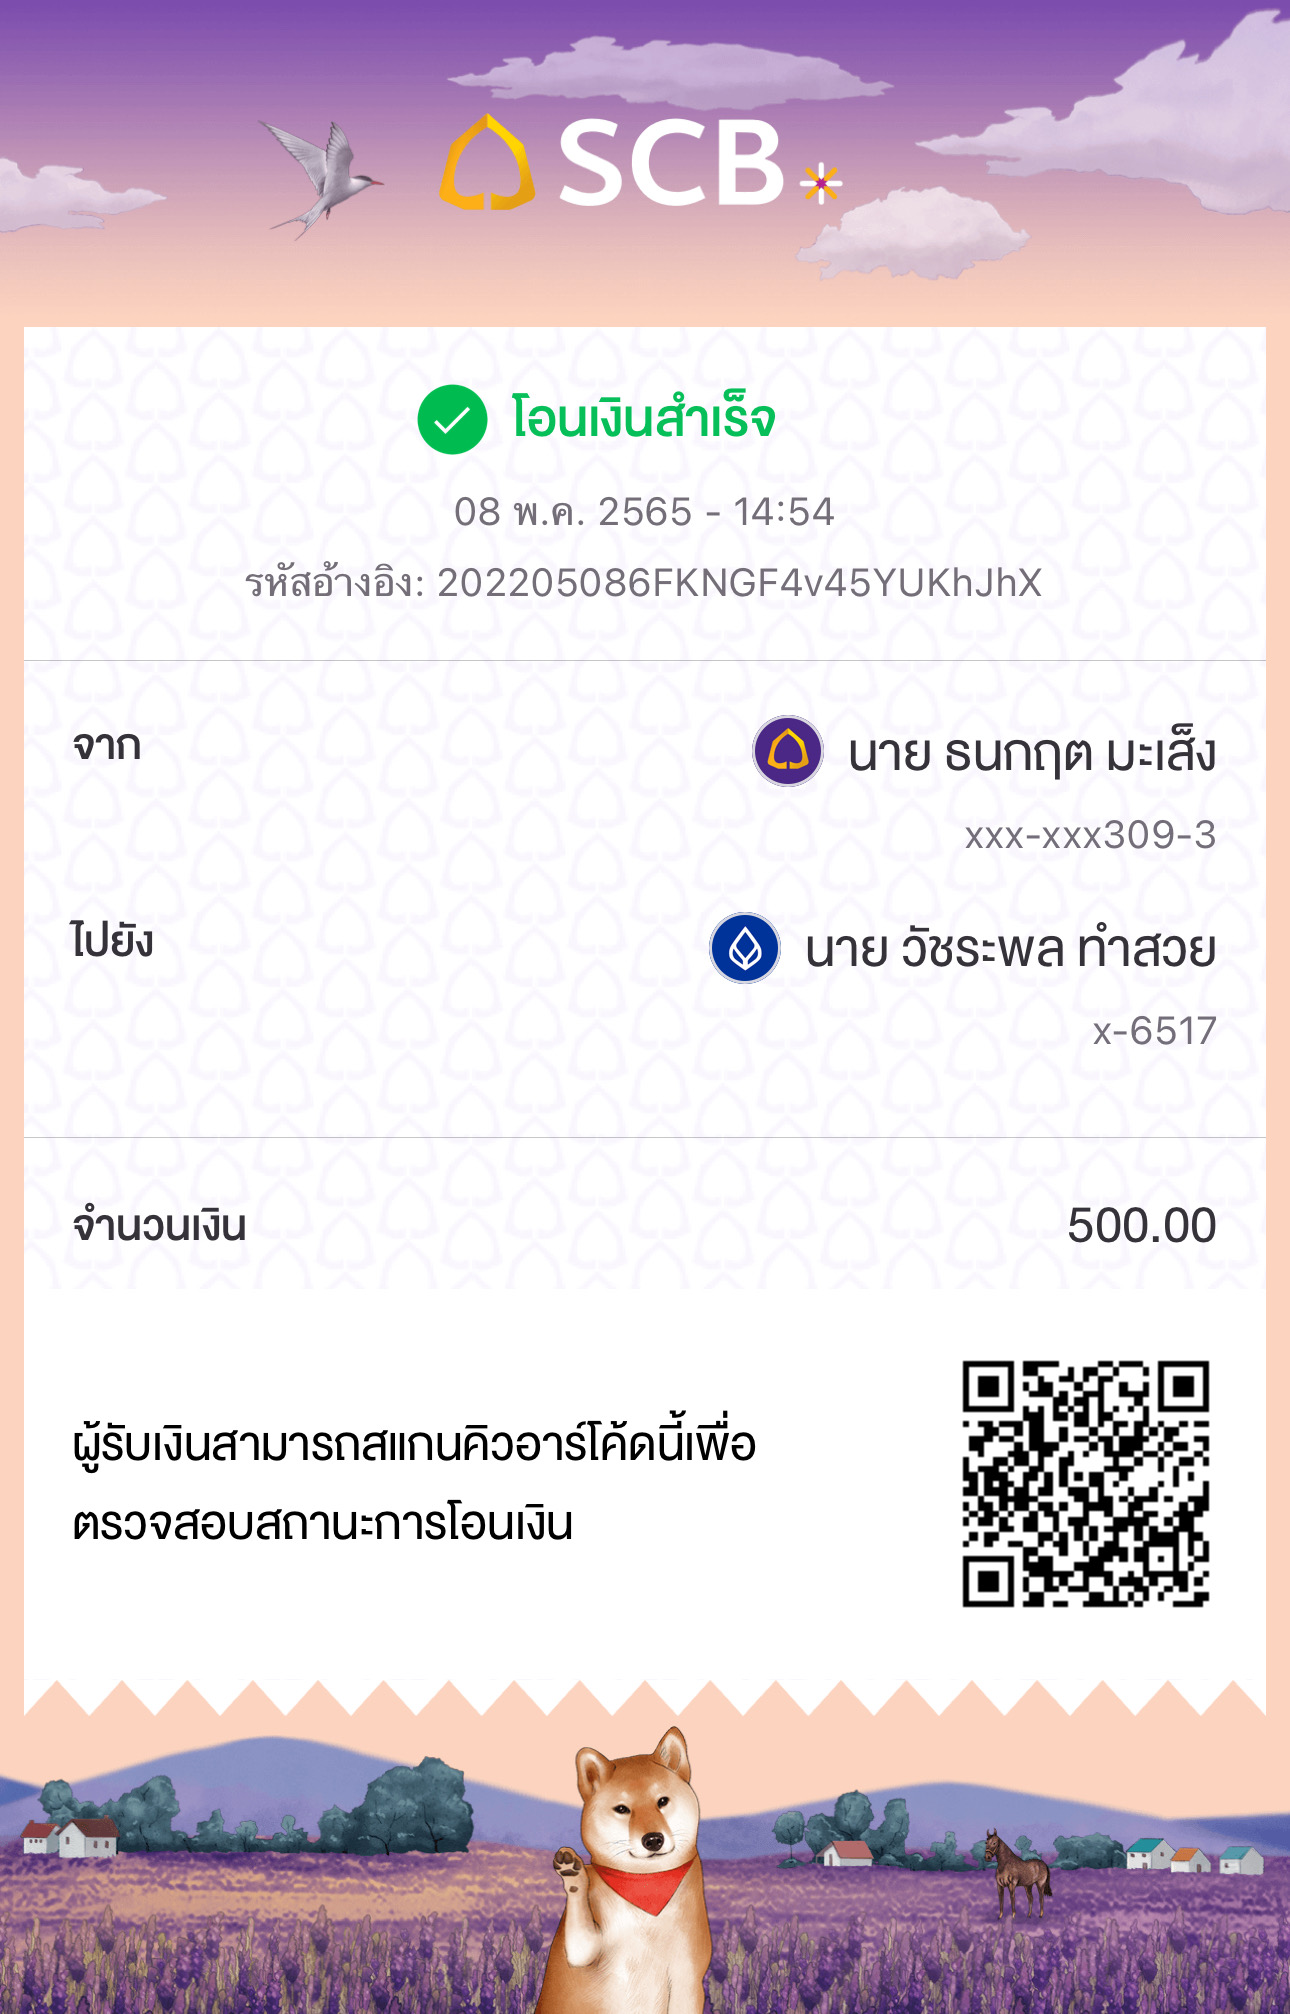 SCB
โอนเงินสำเร็จ
08 พ.ค. 2565 - 14:54
รหัสอ้างอิง: 202205086FKNGF4v45YUKhJhX
จาก
นาย ธนกฤต มะเส็ง
xxx-xxx309-3
ไปยัง
นาย วัชระพล ทำสวย
x-6517
จำนวนเงิน 500.00
ผู้รับเงินสามารถสแกนคิวอาร์โค้ดนี้เพื่อ
ตรวจสอบสถานะการโอนเงิน